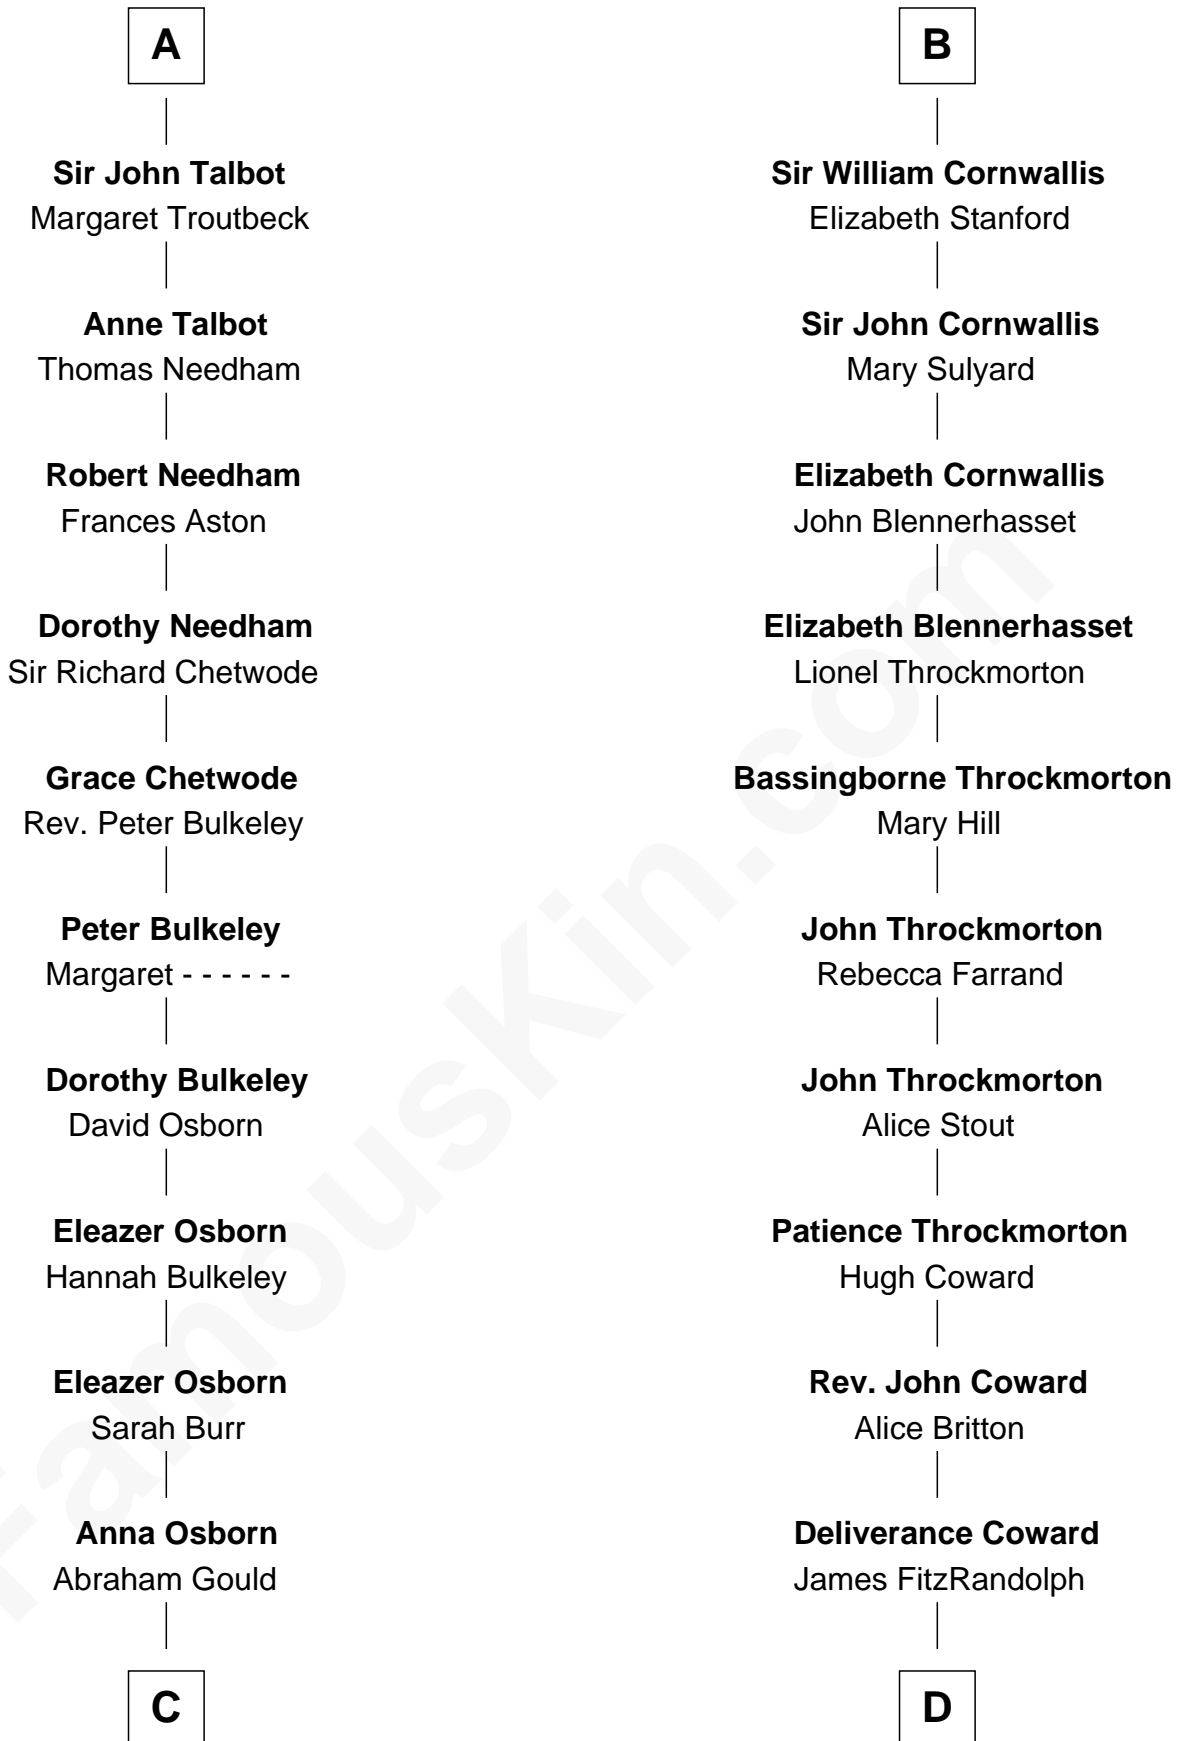 A
Sir John Talbot
Margaret Troutbeck
Anne Talbot
Thomas Needham
Robert Needham
Frances Aston
Dorothy Needham
Sir Richard Chetwode
Grace Chetwode
Rev. Peter Bulkeley
Peter Bulkeley
Margaret - - - - - -
Dorothy Bulkeley
David Osborn
Eleazer Osborn
Hannah Bulkeley
Eleazer Osborn
Sarah Burr
Anna Osborn
Abraham Gould
C
B
Sir William Cornwallis
Elizabeth Stanford
Sir John Cornwallis
Mary Sulyard
Elizabeth Cornwallis
John Blennerhasset
Elizabeth Blennerhasset
Lionel Throckmorton
Bassingborne Throckmorton
Mary Hill
John Throckmorton
Rebecca Farrand
John Throckmorton
Alice Stout
Patience Throckmorton
Hugh Coward
Rev. John Coward
Alice Britton
Deliverance Coward
James FitzRandolph
D
FamousKin.com